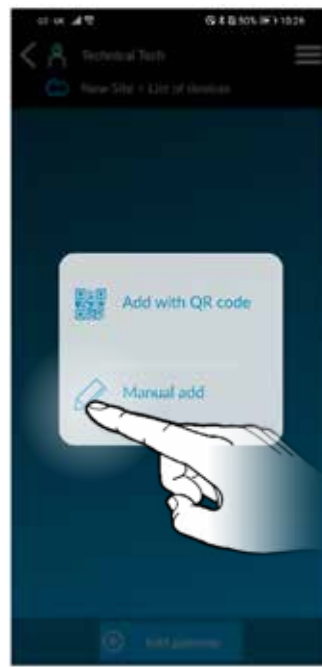 Technical Tech
New Site > List of devices
Add with QR code
Manual add